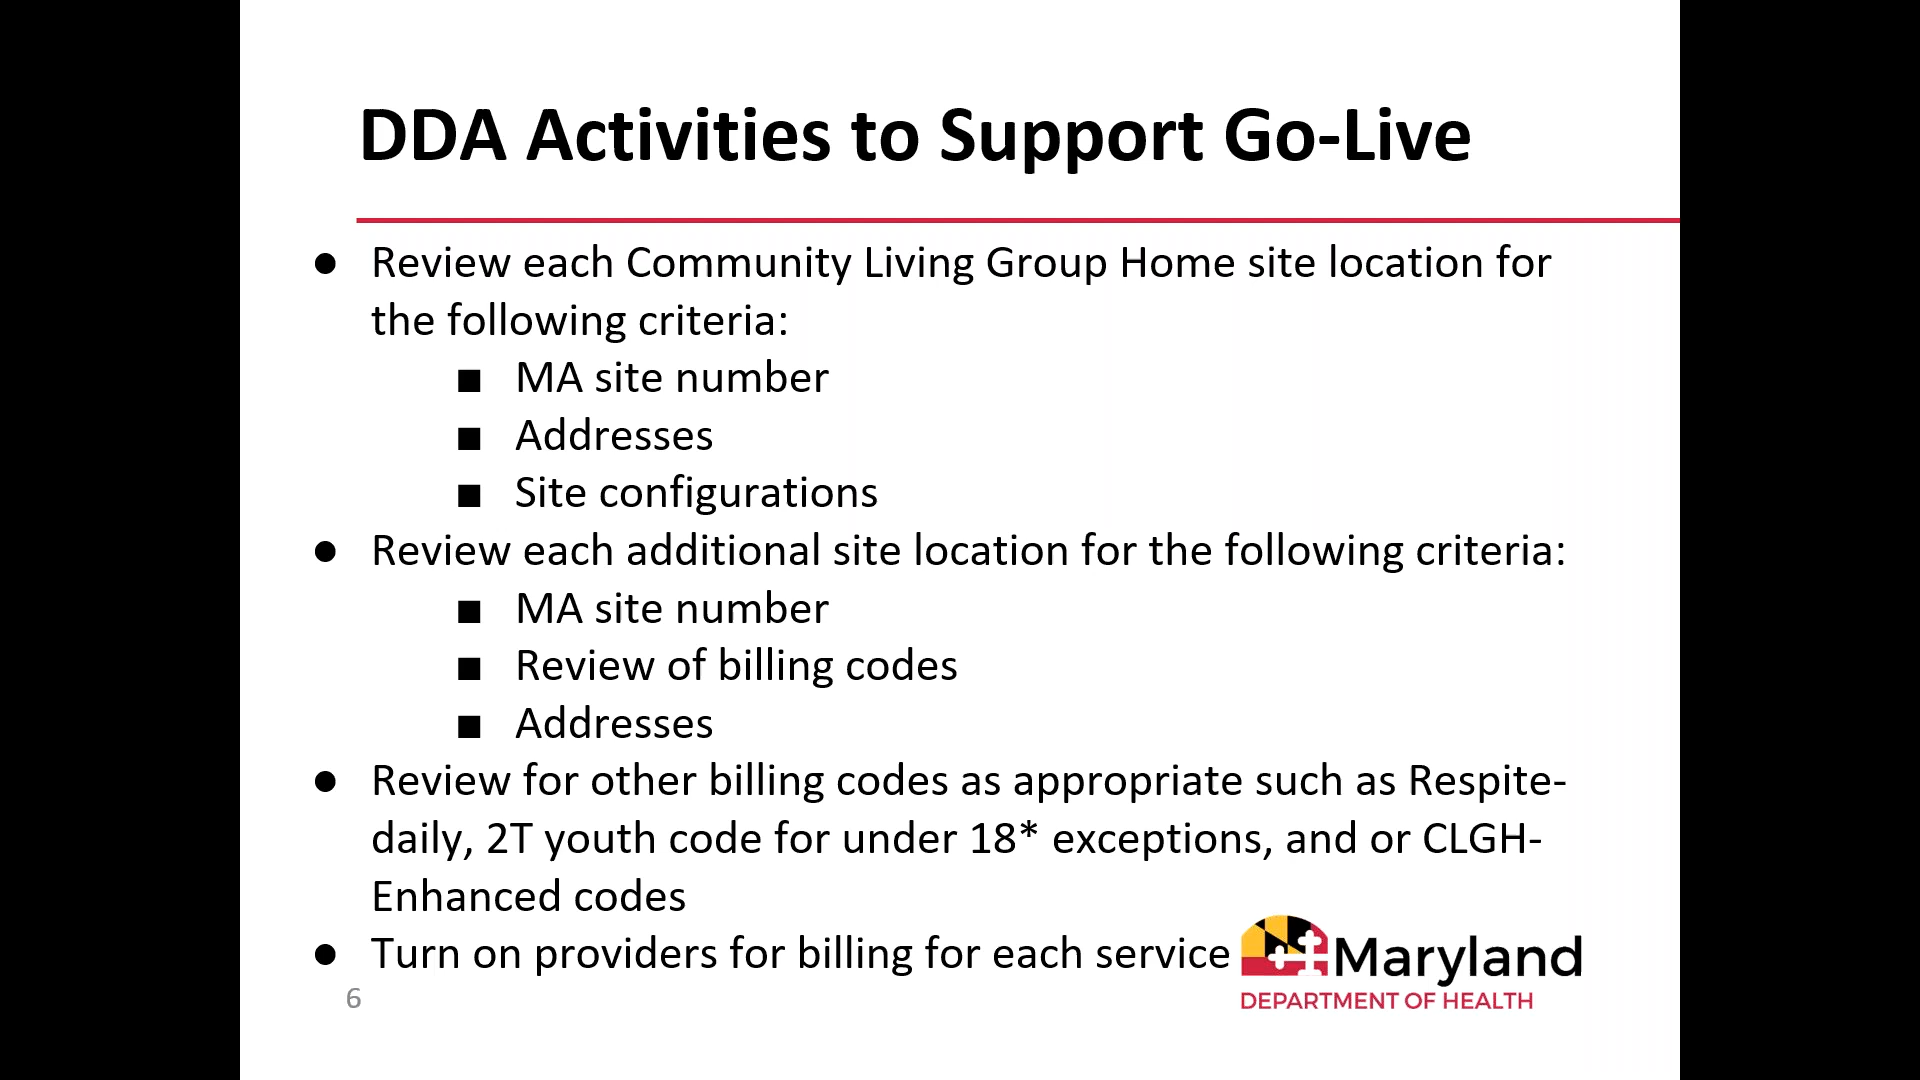 DDA Activities to Support Go-Live
● Review each Community Living Group Home site location for
the following criteria:
■ MA site number
■ Addresses
■ Site configurations
● Review each additional site location for the following criteria:
■ MA site number
■ Review of billing codes
■ Addresses
● Review for other billing codes as appropriate such as Respite-
daily, 2T youth code for under 18* exceptions, and or CLGH-
Enhanced codes
● Turn on providers for billing for each service
Maryland
DEPARTMENT OF HEALTH
6